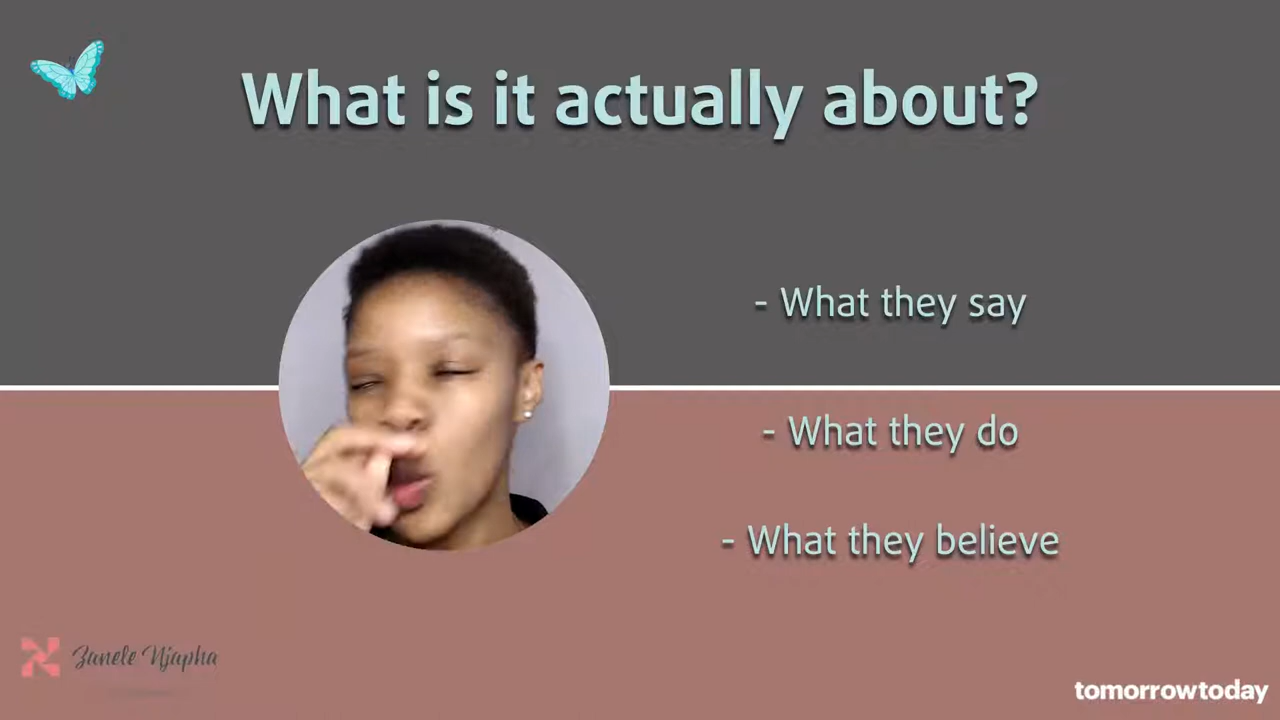 What is it actually about?
- What they say
- What they do
- What they believe
Zanele Njapha
tomorrowtoday